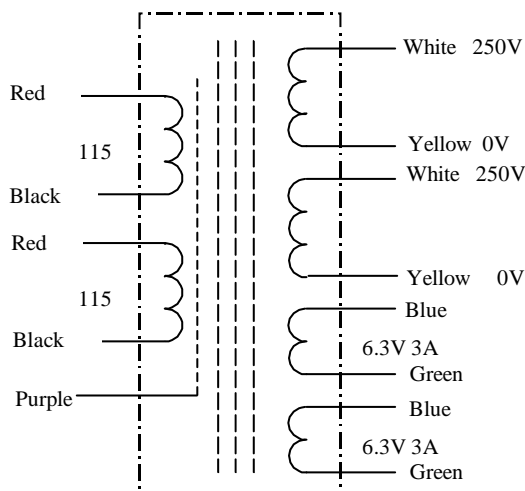 Red
115
Black
Red
115
Black
Purple
White 250V
Yellow 0V
White 250V
Yellow 0V
Blue
6.3V 3A
Green
Blue
6.3V 3A
Green